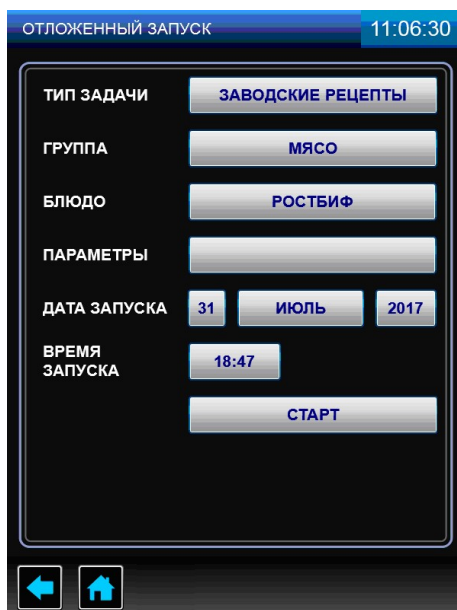 ОТЛОЖЕННЫЙ ЗАПУСК 11:06:30
ТИП ЗАДАЧИ ЗАВОДСКИЕ РЕЦЕПТЫ
ГРУППА МЯСО
БЛЮДО РОСТБИФ
ПАРАМЕТРЫ
ДАТА ЗАПУСКА 31 ИЮЛЬ 2017
ВРЕМЯ
ЗАПУСКА 18:47
СТАРТ